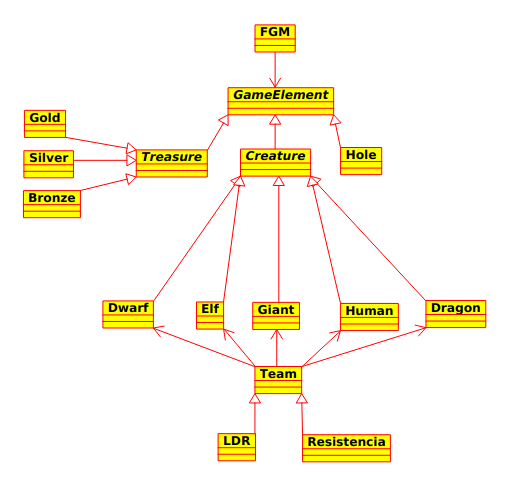 FGM
GameElement
Gold
Silver
Bronze
Treasure
Creature
Hole
Dwarf
Elf
Giant
Human
Dragon
Team
LDR
Resistencia